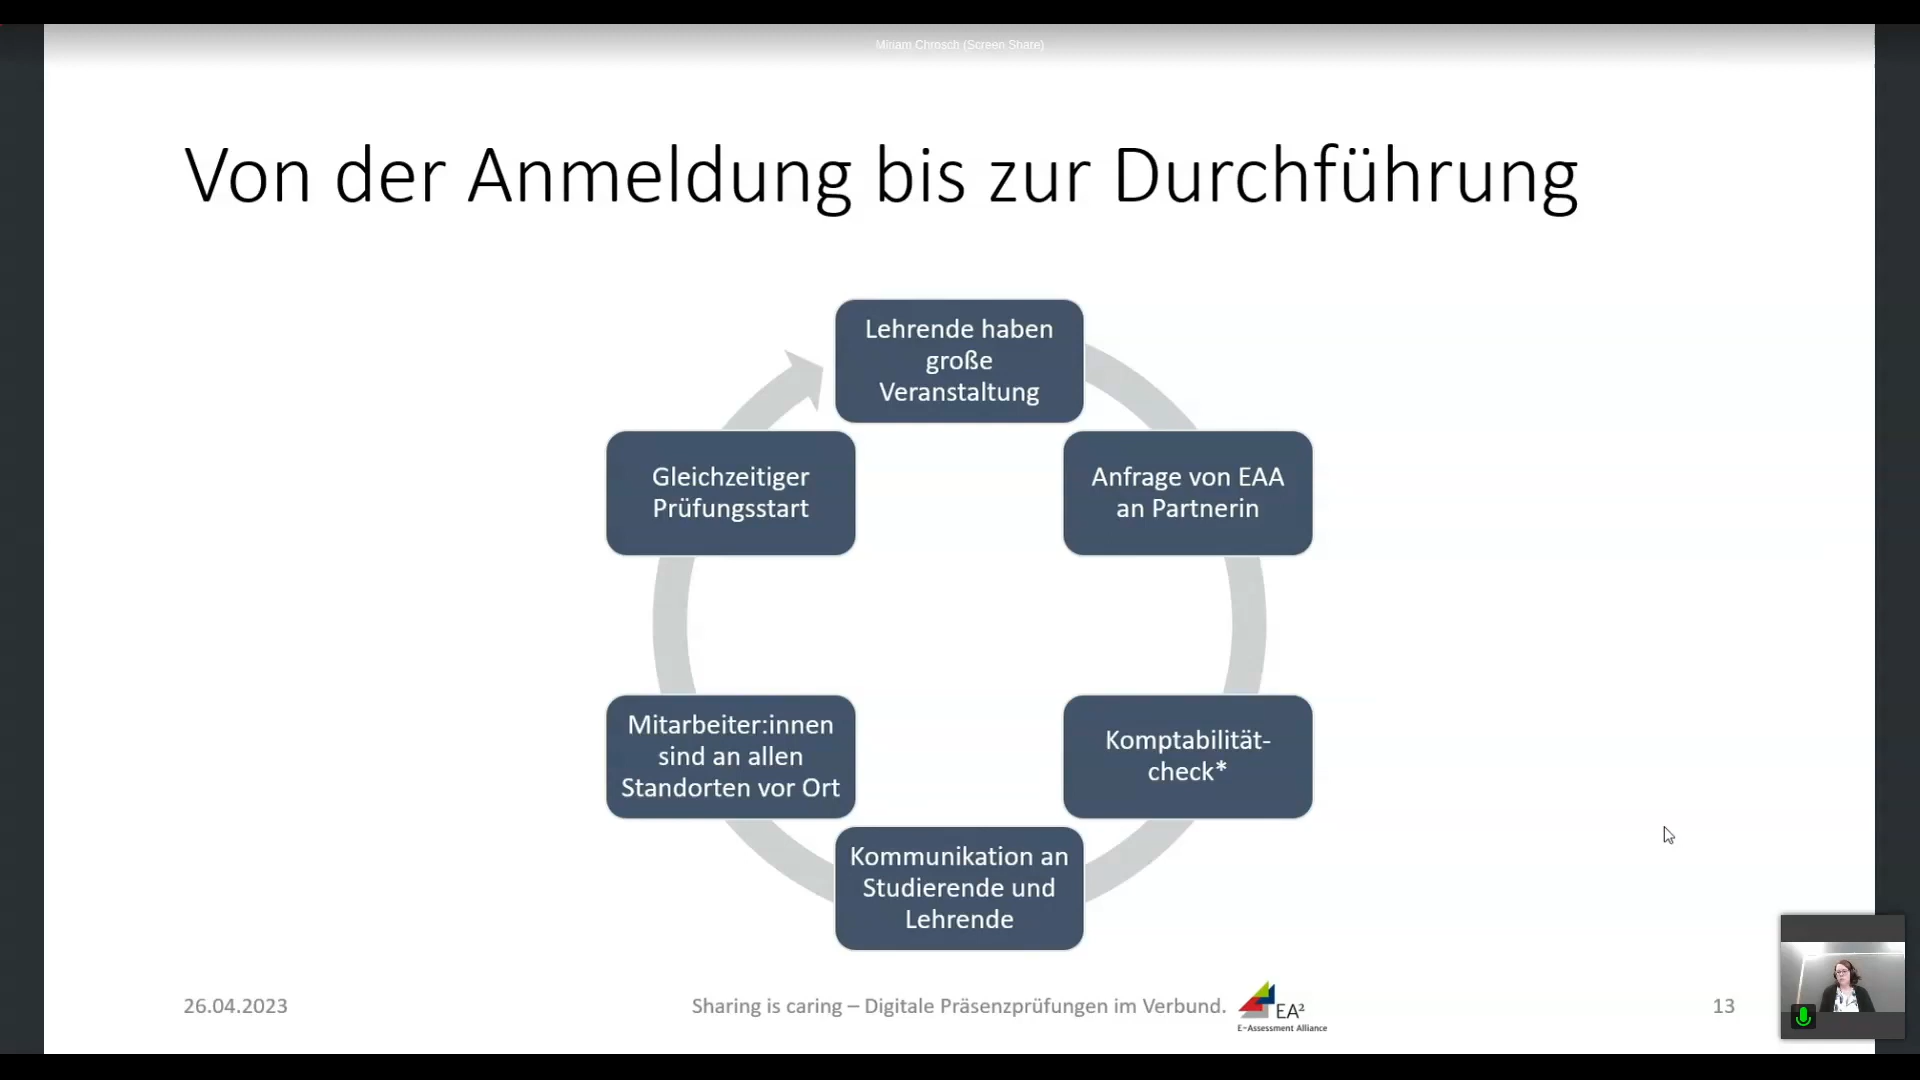 Miriam Chrosch (Screen Share)
Von der Anmeldung bis zur Durchführung
Lehrende haben
große
Veranstaltung
Anfrage von EAA
an Partnerin
Komptabilität-
check*
Kommunikation an
Studierende und
Lehrende
Mitarbeiter:innen
sind an allen
Standorten vor Ort
Gleichzeitiger
Prüfungsstart
26.04.2023
Sharing is caring – Digitale Präsenzprüfungen im Verbund.
EA²
E-Assessment Alliance
13